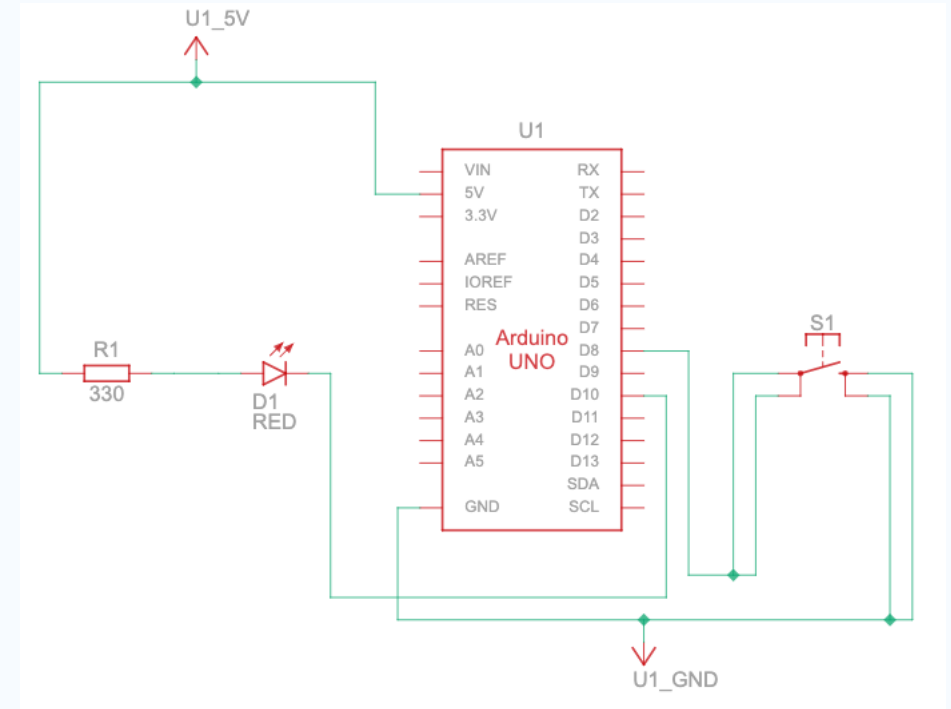 U1_5V
U1
VIN
5V
3.3V
AREF
IOREF
RES
A0
A1
A2
A3
A4
A5
GND
Arduino
UNO
RX
TX
D2
D3
D4
D5
D6
D7
D8
D9
D10
D11
D12
D13
SDA
SCL
R1
330
D1
RED
S1
U1_GND